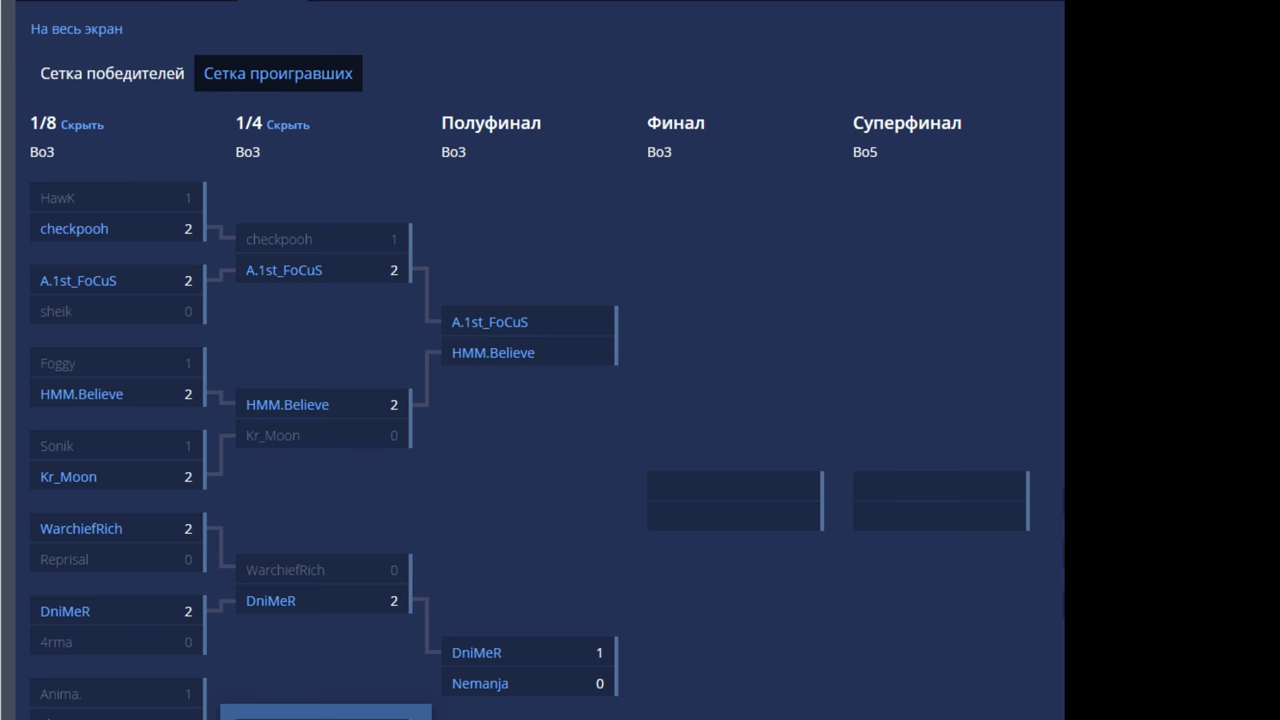 На весь экран
Сетка победителей Сетка проигравших
1/8 Скрыть 1/4 Скрыть Полуфинал Финал Суперфинал
Bo3 Bo3 Bo3 Bo3 Bo5
HawK 1
checkpooh 2
checkpooh 1
A.1st_FoCuS 2
A.1st_FoCuS 2
sheik 0
A.1st_FoCuS
HMM.Believe
Foggy 1
HMM.Believe 2
HMM.Believe 2
Kr_Moon 0
Sonik 1
Kr_Moon 2
WarchiefRich 2
Reprisal 0
WarchiefRich 0
DniMeR 2
DniMeR 2
4rma 0
DniMeR 1
Nemanja 0
Anima. 1